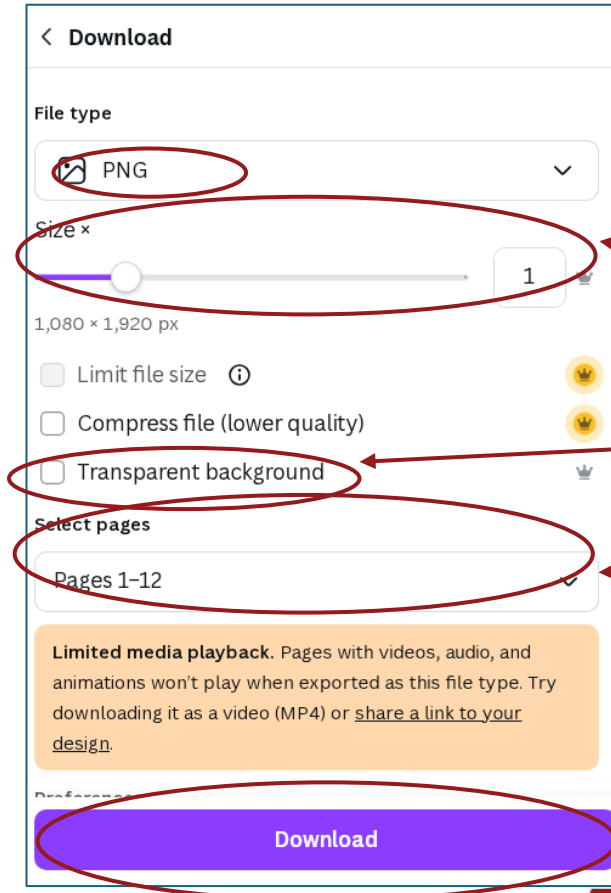 Download
File type
PNG
Size ×
1
1,080 × 1,920 px
Limit file size
Compress file (lower quality)
Transparent background
Select pages
Pages 1–12
Limited media playback. Pages with videos, audio, and
animations won't play when exported as this file type. Try
downloading it as a video (MP4) or share a link to your
design.
Download